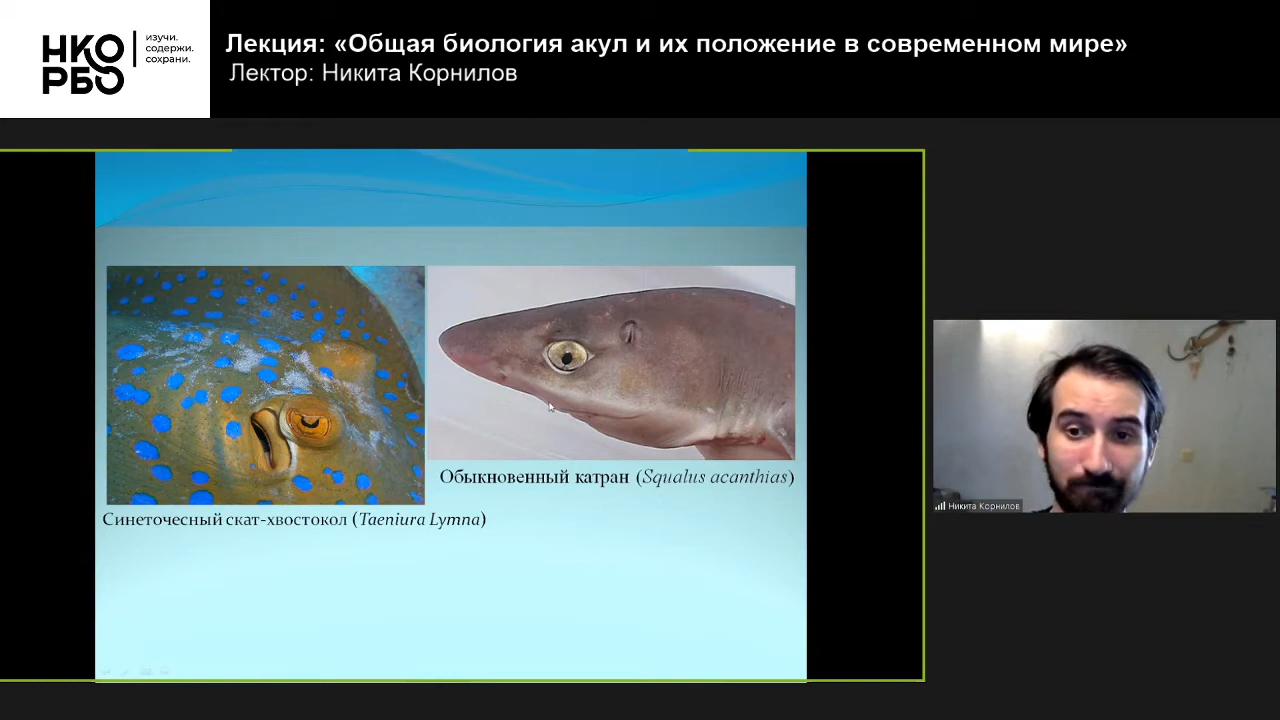 НКО
РБО
изучи.
содержи.
сохрани.
Лекция: «Общая биология акул и их положение в современном мире»
Лектор: Никита Корнилов
Обыкновенный катран (Squalus acanthias)
Синеточесный скат-хвостокол (Taeniura Lymna)
Никита Корнилов